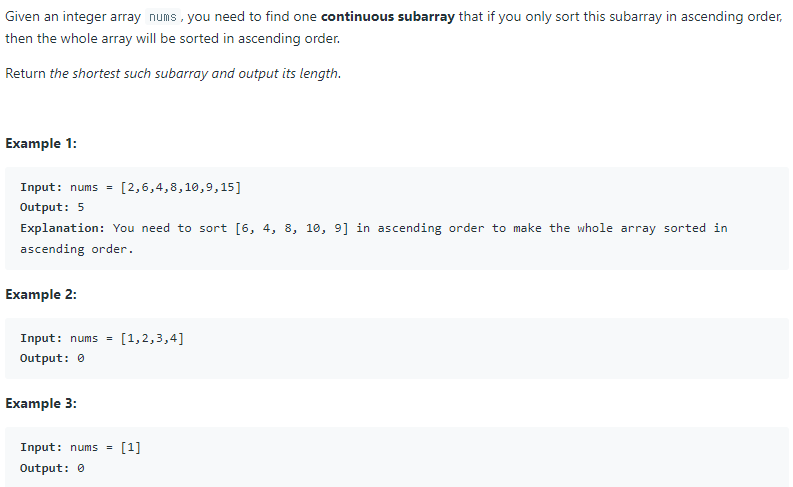 Given an integer array nums , you need to find one continuous subarray that if you only sort this subarray in ascending order,
then the whole array will be sorted in ascending order.
Return the shortest such subarray and output its length.
Example 1:
Input: nums = [2,6,4,8,10,9,15]
Output: 5
Explanation: You need to sort [6, 4, 8, 10, 9] in ascending order to make the whole array sorted in
ascending order.
Example 2:
Input: nums = [1,2,3,4]
Output: 0
Example 3:
Input: nums = [1]
Output: 0